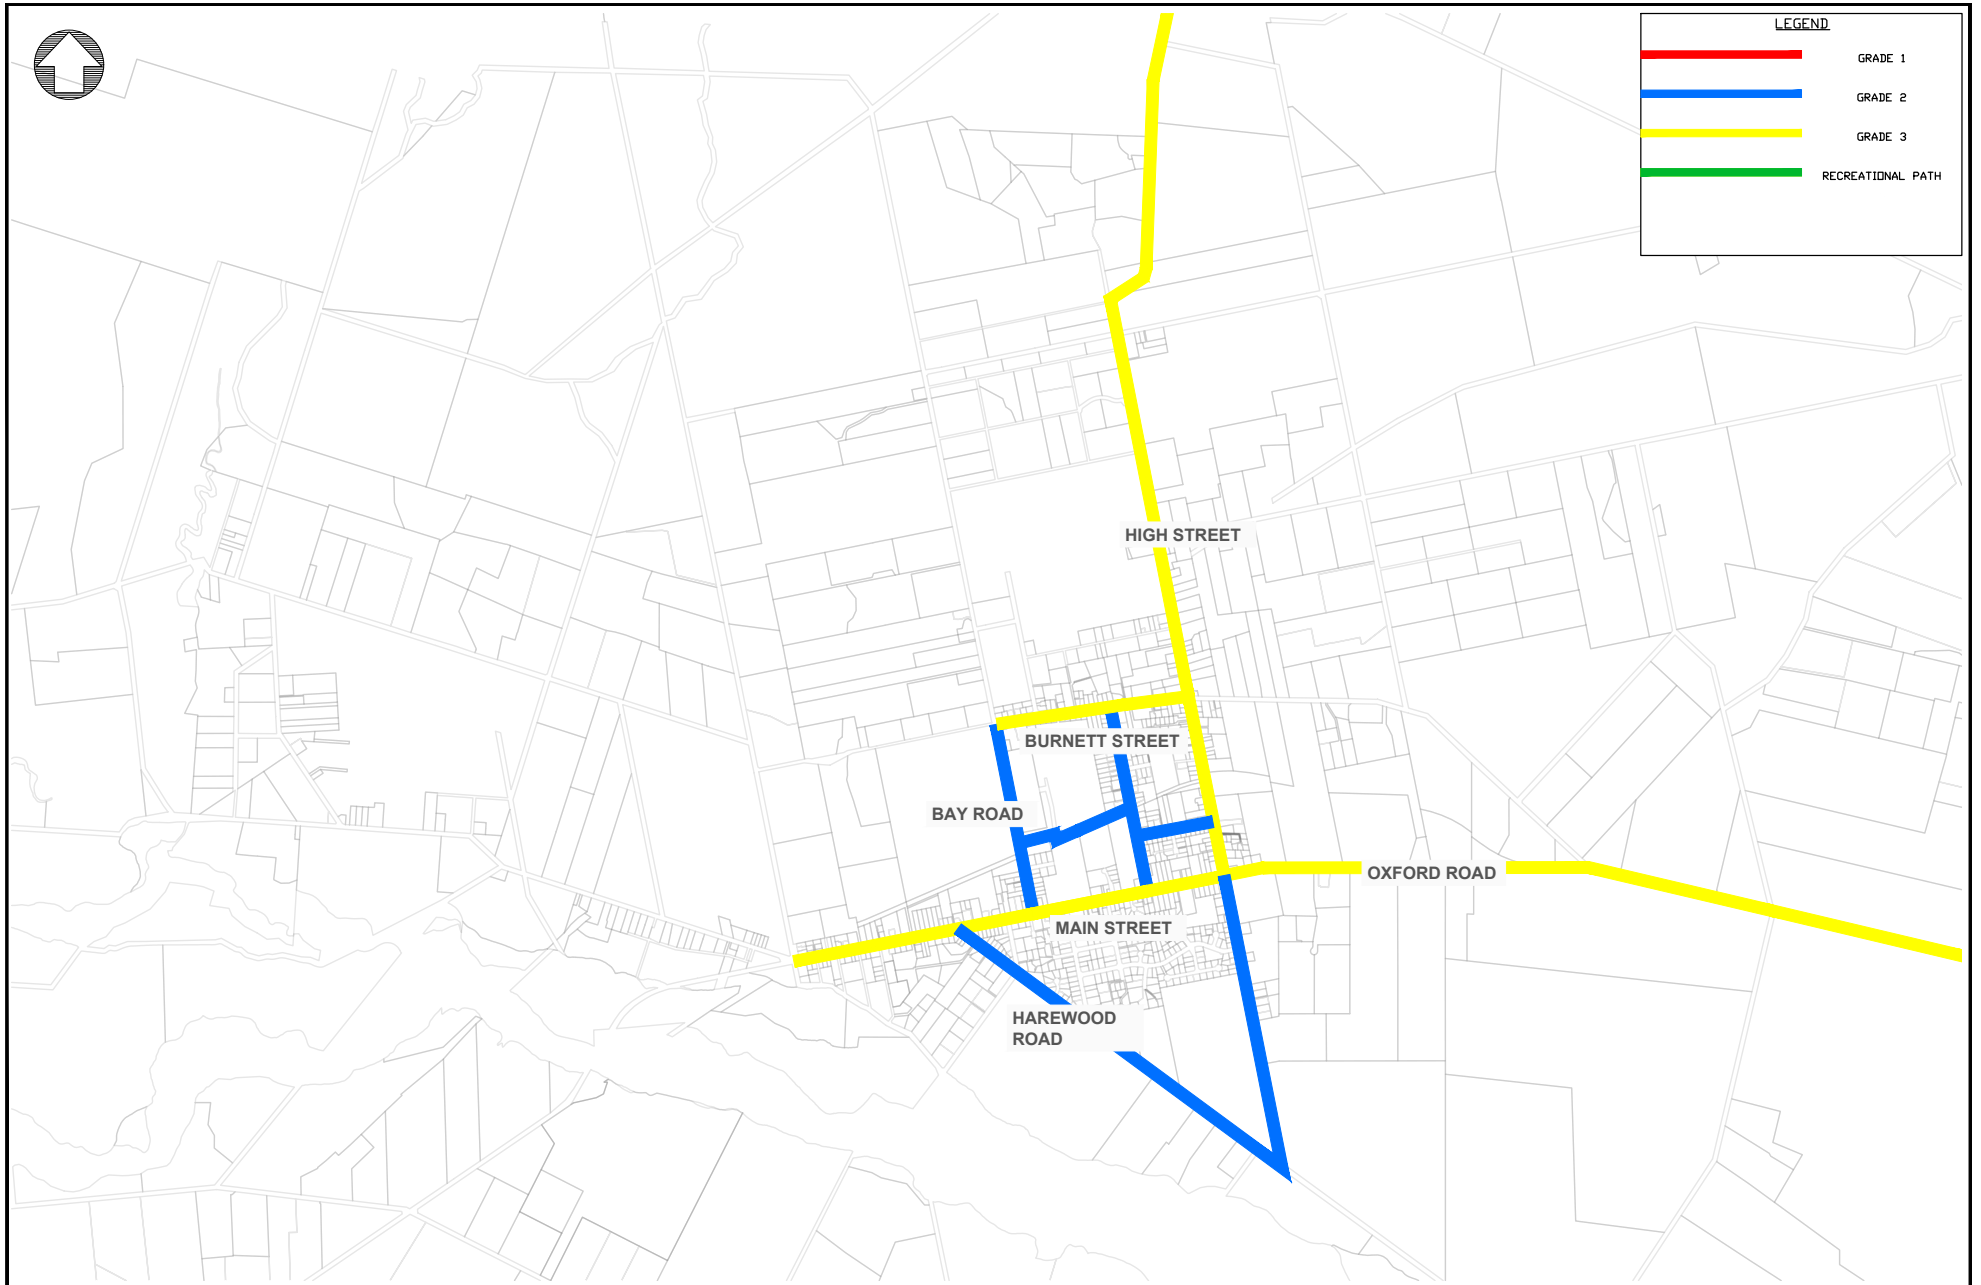 LEGEND
GRADE 1
GRADE 2
GRADE 3
RECREATIONAL PATH
HIGH STREET
BURNETT STREET
BAY ROAD
OXFORD ROAD
MAIN STREET
HAREWOOD
ROAD